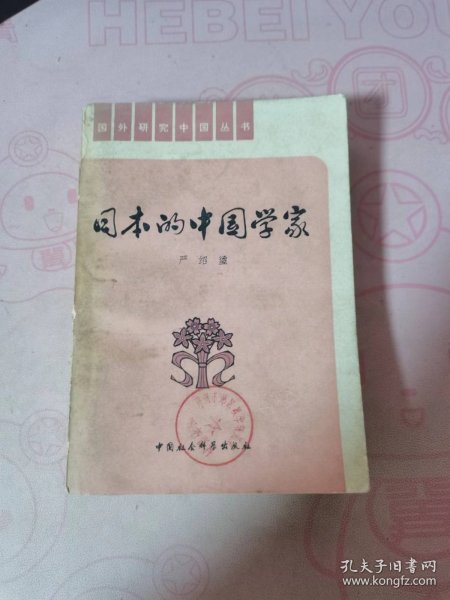 HEBEI YOU
国外研究中国丛书
日本的中国学家
严绍璗
中国社会科学出版社
孔夫子旧书网
www.kongfz.com